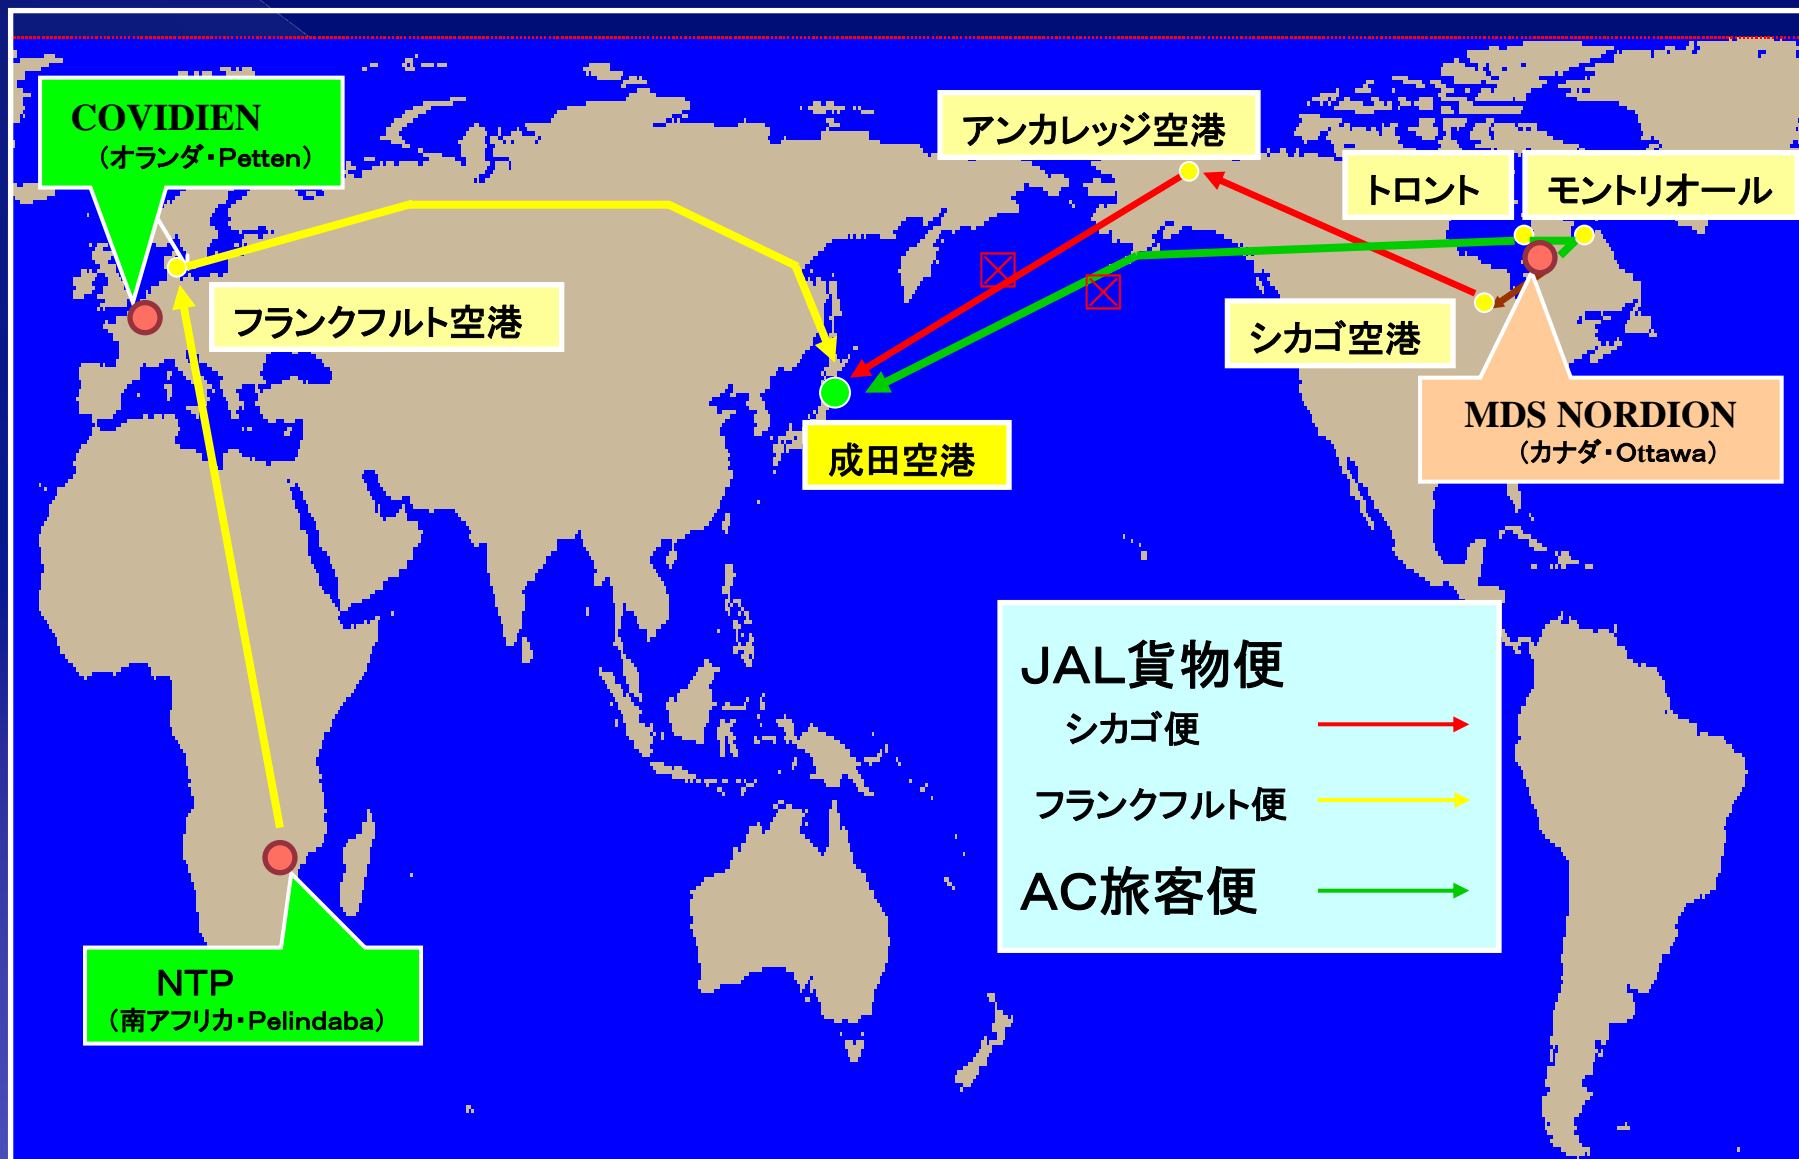 COVIDIEN
（オランダ・Petten）
アンカレッジ空港
トロント
モントリオール
フランクフルト空港
シカゴ空港
成田空港
MDS NORDION
（カナダ・Ottawa）
JAL貨物便
シカゴ便
フランクフルト便
AC旅客便
NTP
（南アフリカ・Pelindaba）